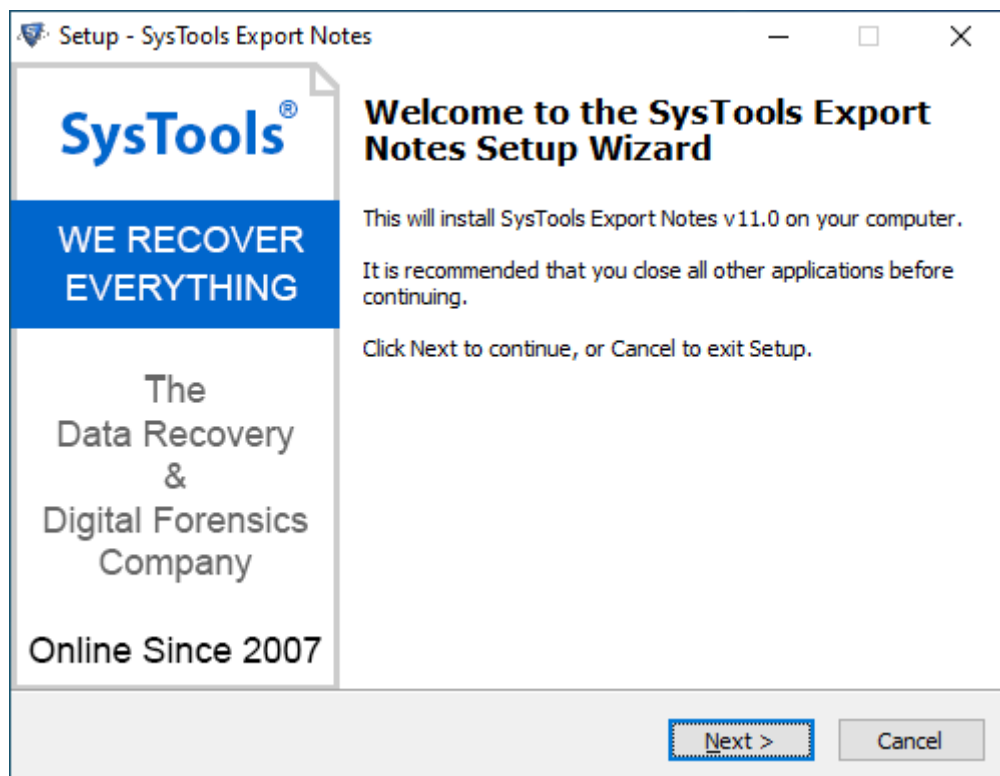 Setup - SysTools Export Notes
SysTools®
WE RECOVER
EVERYTHING
The
Data Recovery
&
Digital Forensics
Company
Online Since 2007
Welcome to the SysTools Export
Notes Setup Wizard
This will install SysTools Export Notes v11.0 on your computer.
It is recommended that you close all other applications before
continuing.
Click Next to continue, or Cancel to exit Setup.
Next >
Cancel